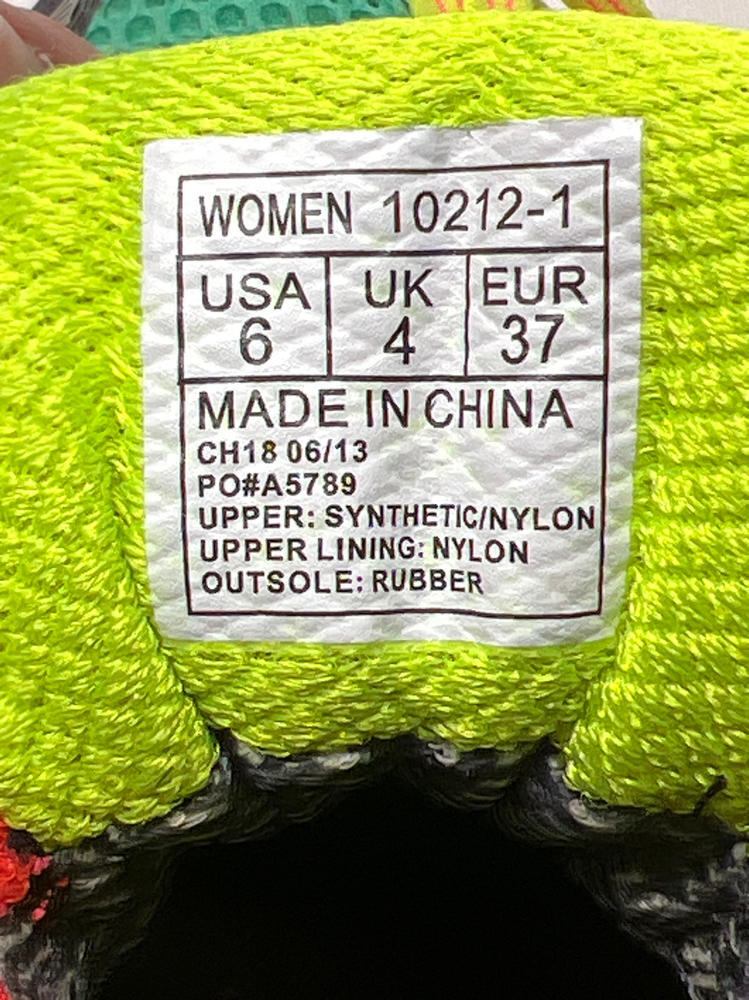 WOMEN 10212-1
USA UK EUR
6 4 37
MADE IN CHINA
CH18 06/13
PO#A5789
UPPER: SYNTHETIC/NYLON
UPPER LINING: NYLON
OUTSOLE: RUBBER